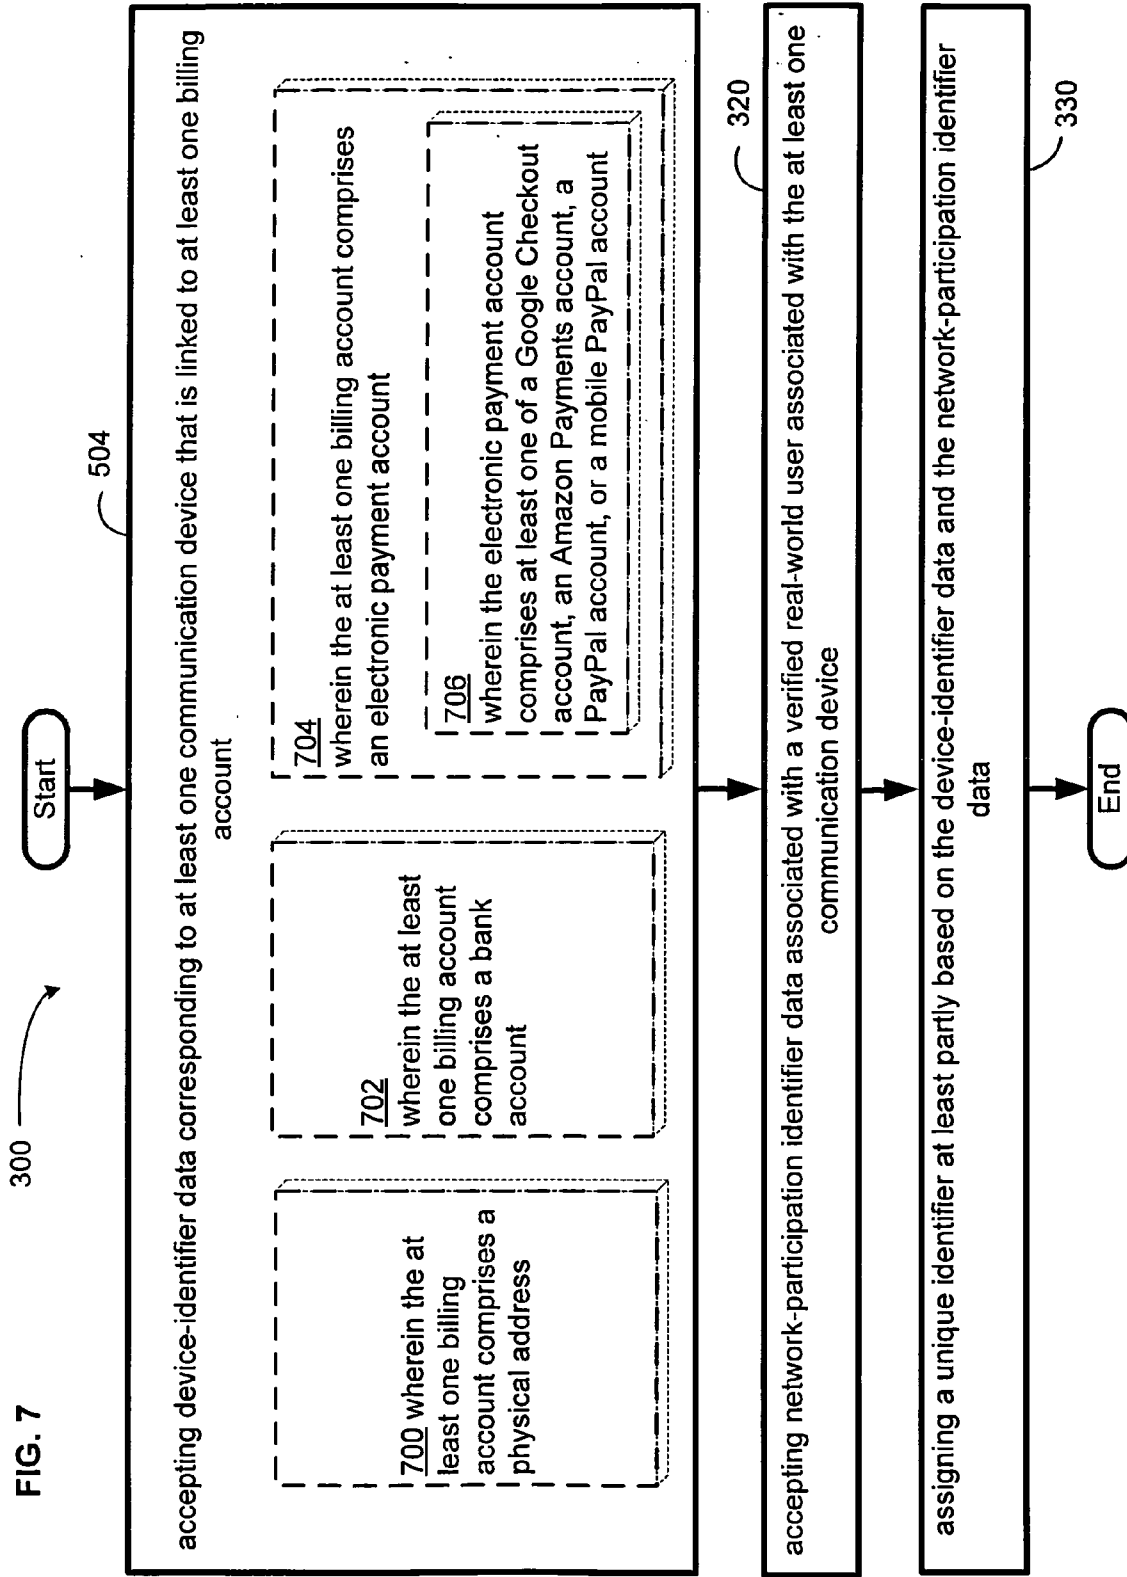 FIG. 7
300
Start
504
accepting device-identifier data corresponding to at least one communication device that is linked to at least one billing
account
700 wherein the at
least one billing
account comprises a
physical address
702
wherein the at least
one billing account
comprises a bank
account
704
wherein the at least one billing account comprises
an electronic payment account
706
wherein the electronic payment account
comprises at least one of a Google Checkout
account, an Amazon Payments account, a
PayPal account, or a mobile PayPal account
320
accepting network-participation identifier data associated with a verified real-world user associated with the at least one
communication device
330
assigning a unique identifier at least partly based on the device-identifier data and the network-participation identifier
data
End